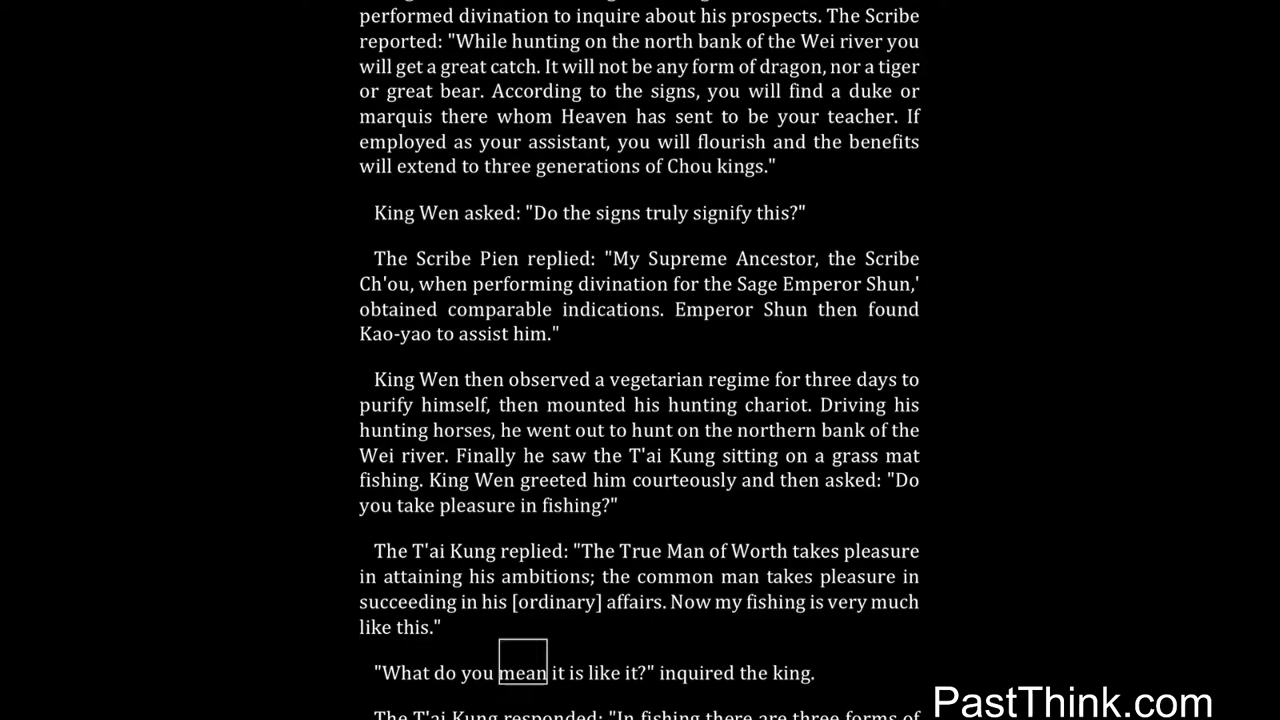 performed divination to inquire about his prospects. The Scribe
reported: "While hunting on the north bank of the Wei river you
will get a great catch. It will not be any form of dragon, nor a tiger
or great bear. According to the signs, you will find a duke or
marquis there whom Heaven has sent to be your teacher. If
employed as your assistant, you will flourish and the benefits
will extend to three generations of Chou kings."
King Wen asked: "Do the signs truly signify this?"
The Scribe Pien replied: "My Supreme Ancestor, the Scribe
Ch'ou, when performing divination for the Sage Emperor Shun,'
obtained comparable indications. Emperor Shun then found
Kao-yao to assist him."
King Wen then observed a vegetarian regime for three days to
purify himself, then mounted his hunting chariot. Driving his
hunting horses, he went out to hunt on the northern bank of the
Wei river. Finally he saw the T'ai Kung sitting on a grass mat
fishing. King Wen greeted him courteously and then asked: "Do
you take pleasure in fishing?"
The T'ai Kung replied: "The True Man of Worth takes pleasure
in attaining his ambitions; the common man takes pleasure in
succeeding in his [ordinary] affairs. Now my fishing is very much
like this."
"What do you mean it is like it?" inquired the king.
The T'ai Kung responded: "In fishing there are three forms of
PastThink.com